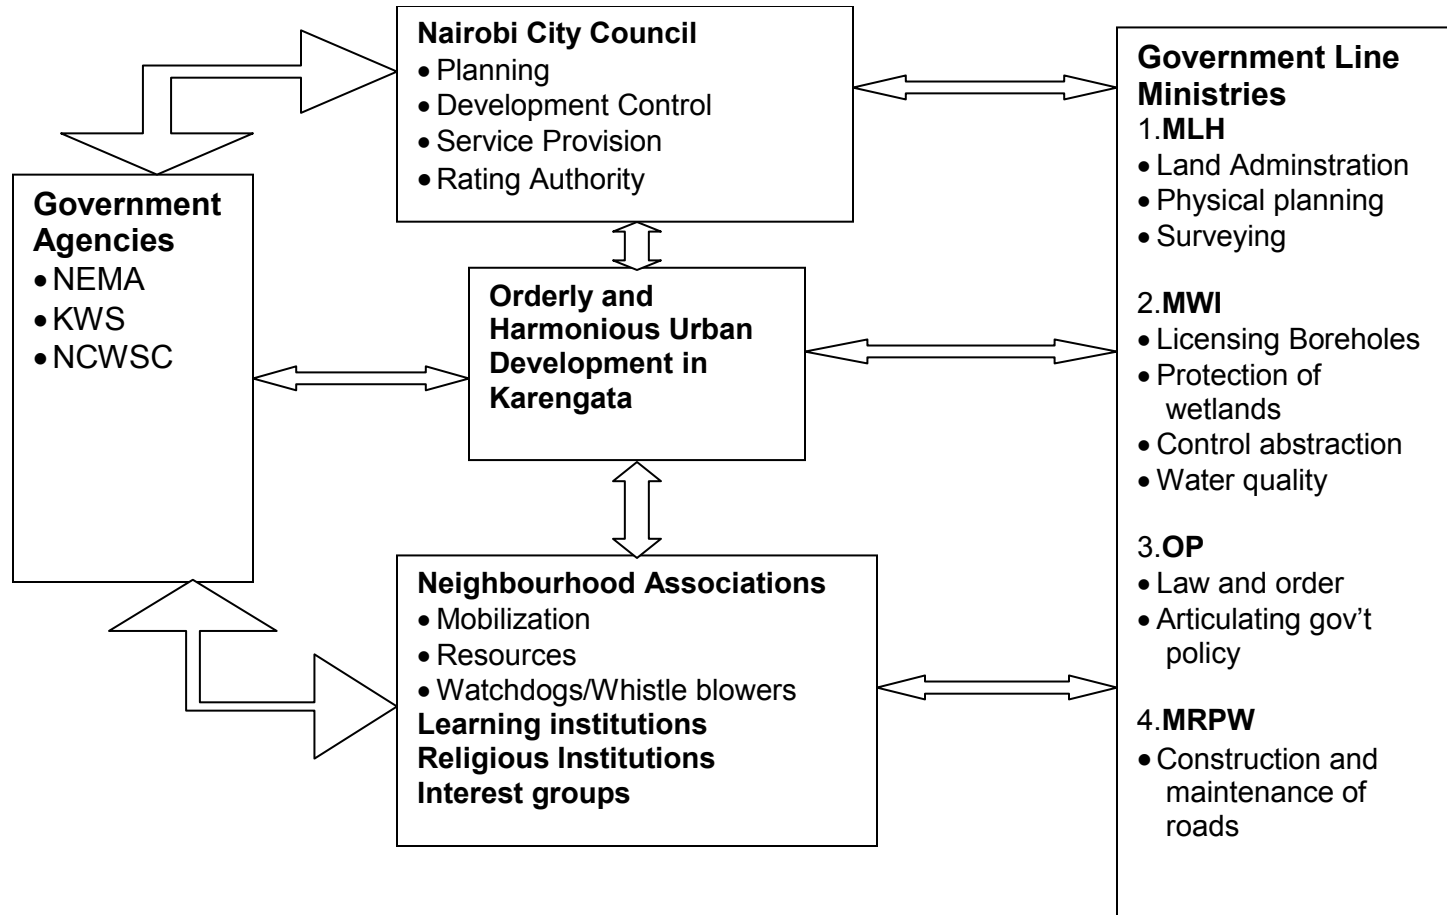 Nairobi City Council
• Planning
• Development Control
• Service Provision
• Rating Authority
Government
Agencies
• NEMA
• KWS
• NCWSC
Orderly and
Harmonious Urban
Development in
Karengata
Neighbourhood Associations
• Mobilization
• Resources
• Watchdogs/Whistle blowers
Learning institutions
Religious Institutions
Interest groups
Government Line
Ministries
1.MLH
• Land Adminstration
• Physical planning
• Surveying
2.MWI
• Licensing Boreholes
• Protection of
wetlands
• Control abstraction
• Water quality
3.OP
• Law and order
• Articulating gov’t
policy
4.MRPW
• Construction and
maintenance of
roads